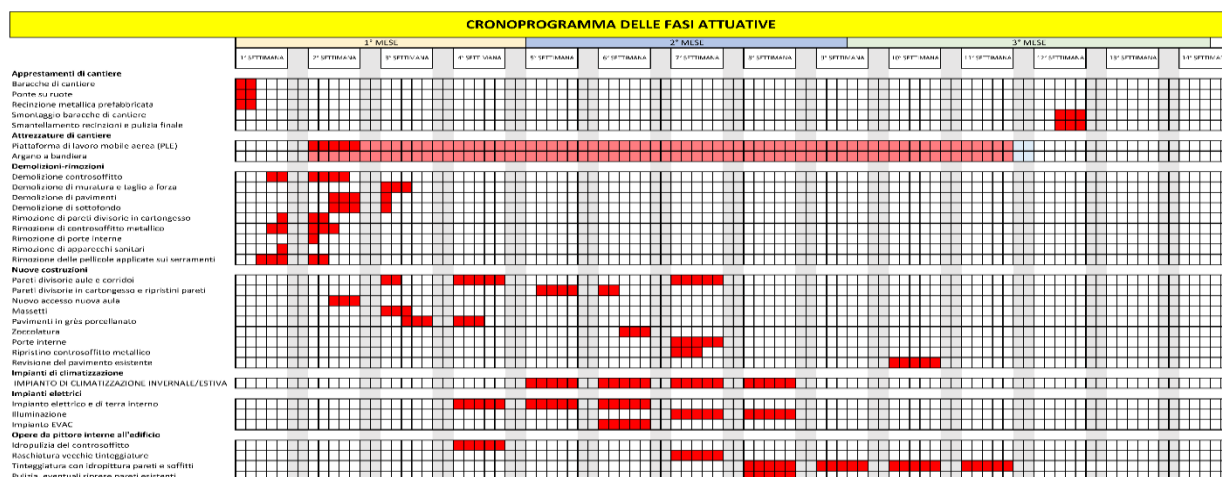 CRONOPROGRAMMA DELLE FASI ATTUATIVE
1° MESE 2° MESE 3° MESE
1° SETTIMANA 2° SETTIMANA 3° SETTIMANA 4° SETTIMANA 5° SETTIMANA 6° SETTIMANA 7° SETTIMANA 8° SETTIMANA 9° SETTIMANA 10° SETTIMANA 11° SETTIMANA 12° SETTIMANA 13° SETTIMANA 14° SETTIMANA
Apprestamenti di cantiere
Baracche di cantiere
Ponte su ruote
Recinzione metallica prefabbricata
Smontaggio baracche di cantiere
Smantellamento recinzioni e pulizia finale
Attrezzature di cantiere
Piattaforma di lavoro mobile aerea (PLE)
Argano a bandiera
Demolizioni-rimozioni
Demolizione controsoffitto
Demolizione di muratura e taglio a forza
Demolizione di pavimenti
Demolizione di sottofondo
Rimozione di pareti divisorie in cartongesso
Rimozione di controsoffitto metallico
Rimozione di porte interne
Rimozione di apparecchi sanitari
Rimozione delle pellicole applicate sui serramenti
Nuove costruzioni
Pareti divisorie aule e corridoi
Pareti divisorie in cartongesso e ripristini pareti
Nuovo accesso nuova aula
Massetti
Pavimenti in grès porcellanato
Zoccolatura
Porte interne
Ripristino controsoffitto metallico
Revisione del pavimento esistente
Impianti di climatizzazione
IMPIANTO DI CLIMATIZZAZIONE INVERNALE/ESTIVA
Impianti elettrici
Impianto elettrico e di terra interno
Illuminazione
Impianto EVAC
Opere da pittore interne all'edificio
Idropulizia del controsoffitto
Raschiatura vecchie tinteggiature
Tinteggiatura con idropittura pareti e soffitti
Pulizia, eventuali riprese pareti esistenti